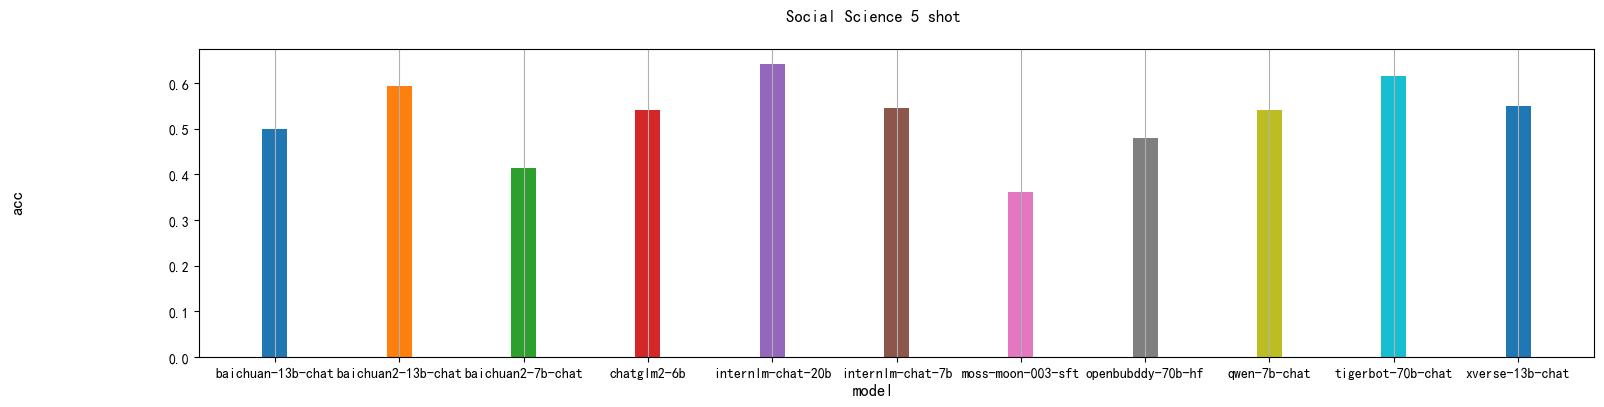 Social Science 5 shot
acc
0.6
0.5
0.4
0.3
0.2
0.1
0.0
baichuan-13b-chat baichuan2-13b-chat baichuan2-7b-chat chatglm2-6b internlm-chat-20b internlm-chat-7b moss-moon-003-sft openbubddy-70b-hf qwen-7b-chat tigerbot-70b-chat xverse-13b-chat
model